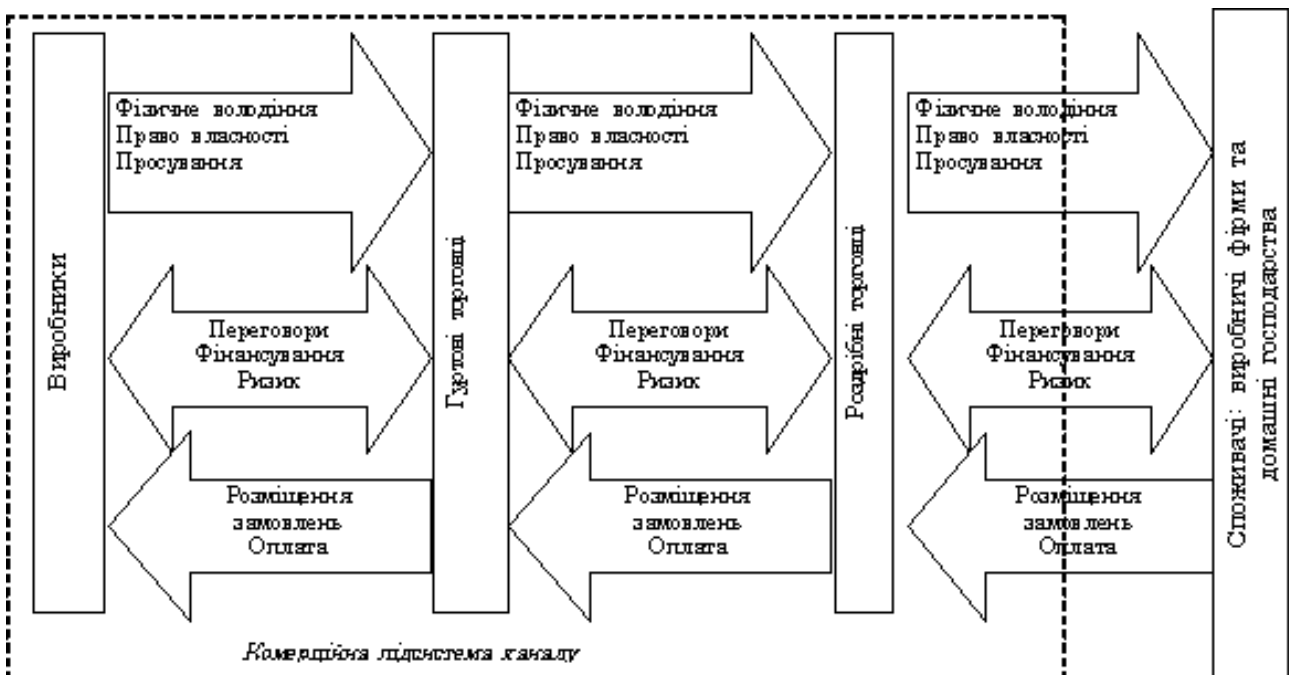 Виробники
Фізичне володіння
Право власності
Просування
Переговори
Фінансування
Ризик
Розміщення
замовлень
Оплата
Гуртові торговці
Фізичне володіння
Право власності
Просування
Переговори
Фінансування
Ризик
Розміщення
замовлень
Оплата
Роздрібні торговці
Фізичне володіння
Право власності
Просування
Переговори
Фінансування
Ризик
Розміщення
замовлень
Оплата
Споживачі: виробничі фірми та
домашні господарства
Комерційна підсистема каналу